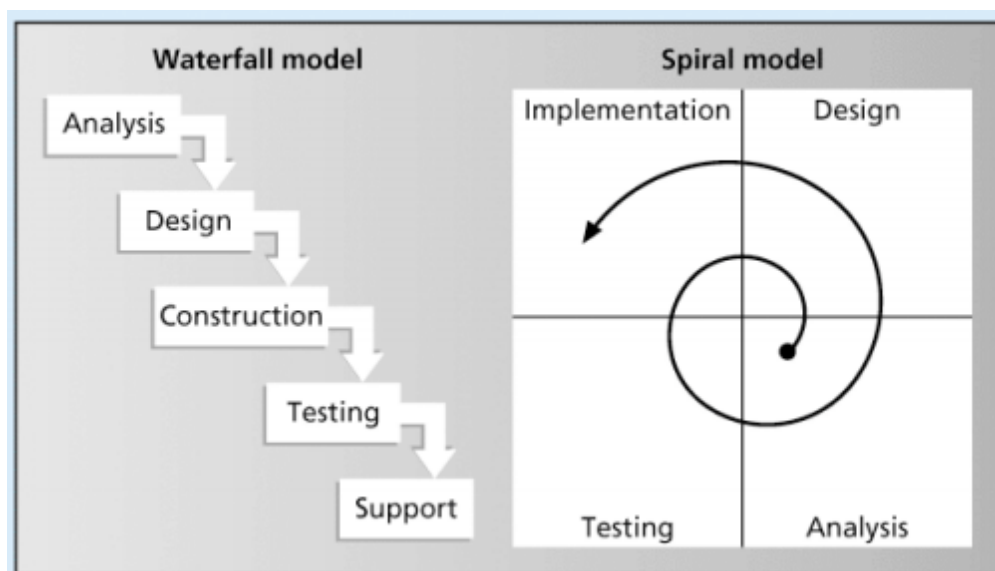 Waterfall model
Analysis
Design
Construction
Testing
Support
Spiral model
Implementation
Design
Testing
Analysis